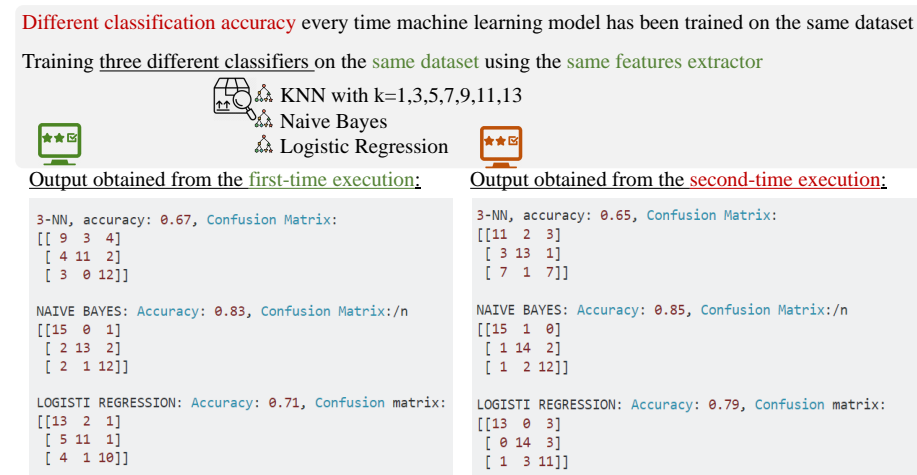 Different classification accuracy every time machine learning model has been trained on the same dataset
Training three different classifiers on the same dataset using the same features extractor
KNN with k=1,3,5,7,9,11,13
Naive Bayes
Logistic Regression
Output obtained from the first-time execution:
3-NN, accuracy: 0.67, Confusion Matrix:
[[ 9 3 4]
[ 4 11 2]
[ 3 0 12]]
NAIVE BAYES: Accuracy: 0.83, Confusion Matrix:/n
[[15 0 1]
[ 2 13 2]
[ 2 1 12]]
LOGISTI REGRESSION: Accuracy: 0.71, Confusion matrix:
[[13 2 1]
[ 5 11 1]
[ 4 1 10]]
Output obtained from the second-time execution:
3-NN, accuracy: 0.65, Confusion Matrix:
[[11 2 3]
[ 3 13 1]
[ 7 1 7]]
NAIVE BAYES: Accuracy: 0.85, Confusion Matrix:/n
[[15 1 0]
[ 1 14 2]
[ 1 2 12]]
LOGISTI REGRESSION: Accuracy: 0.79, Confusion matrix:
[[13 0 3]
[ 0 14 3]
[ 1 3 11]]